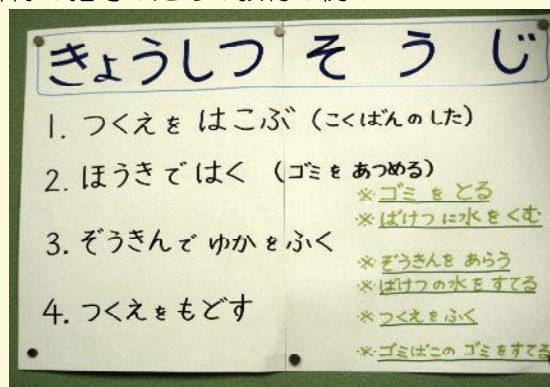 きょうしつ そうじ
1. つくえを はこぶ (こくばんのした)
2. ほうきで はく (ゴミを あつめる)
※ゴミをとる
※ばけつに水をくむ
3. ぞうきんで ゆかをふく
※ぞうきんを あらう
※ばけつの水をすてる
4. つくえをもどす
※つくえをふく
※ゴミばこの ゴミをすてる